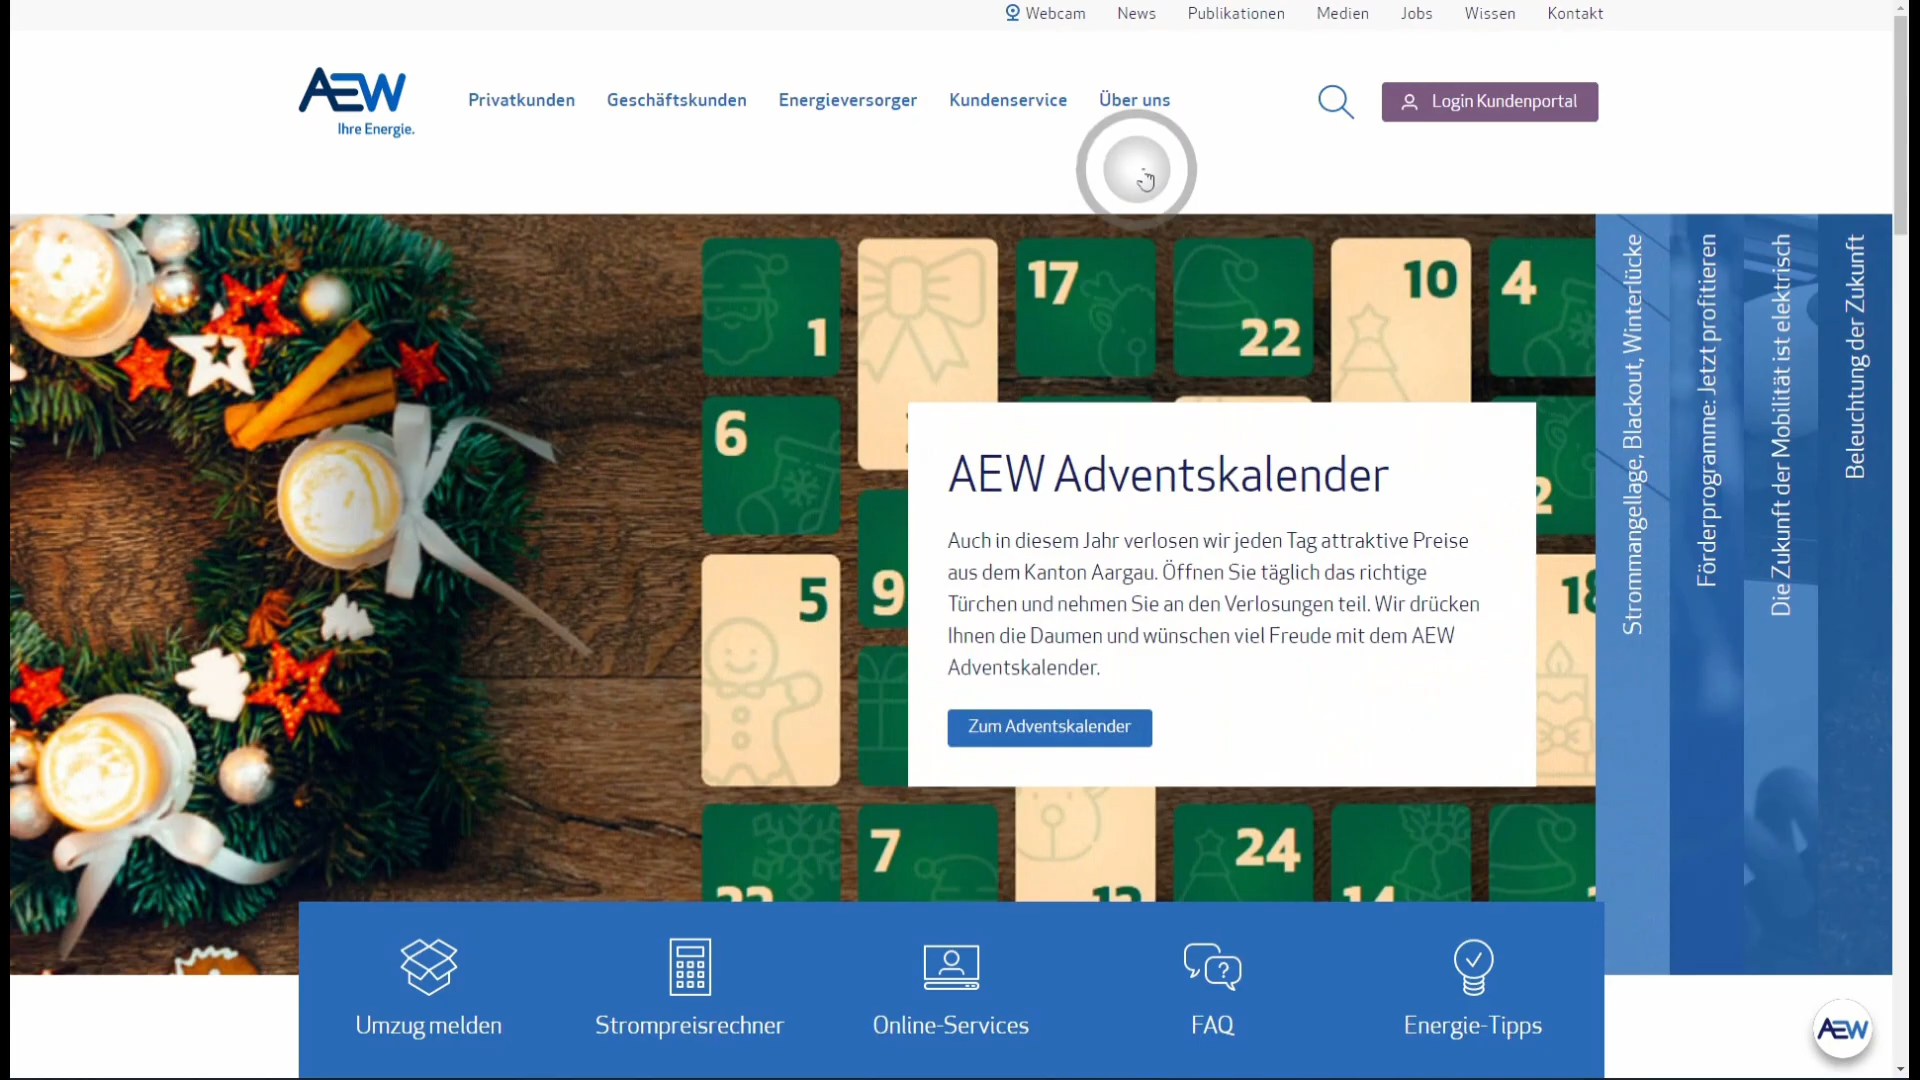 Webcam
News
Publikationen
Medien
Jobs
Wissen
Kontakt
AEW
Ihre Energie.
Privatkunden
Geschäftskunden
Energieversorger
Kundenservice
Über uns
Login Kundenportal
1
17
22
10
4
6
5
9
2
18
7
24
AEW Adventskalender
Auch in diesem Jahr verlosen wir jeden Tag attraktive Preise
aus dem Kanton Aargau. Öffnen Sie täglich das richtige
Türchen und nehmen Sie an den Verlosungen teil. Wir drücken
Ihnen die Daumen und wünschen viel Freude mit dem AEW
Adventskalender.
Zum Adventskalender
Strommangellage, Blackout, Winterlücke
Förderprogramme: Jetzt profitieren
Die Zukunft der Mobilität ist elektrisch
Beleuchtung der Zukunft
Umzug melden
Strompreisrechner
Online-Services
FAQ
Energie-Tipps
AEW